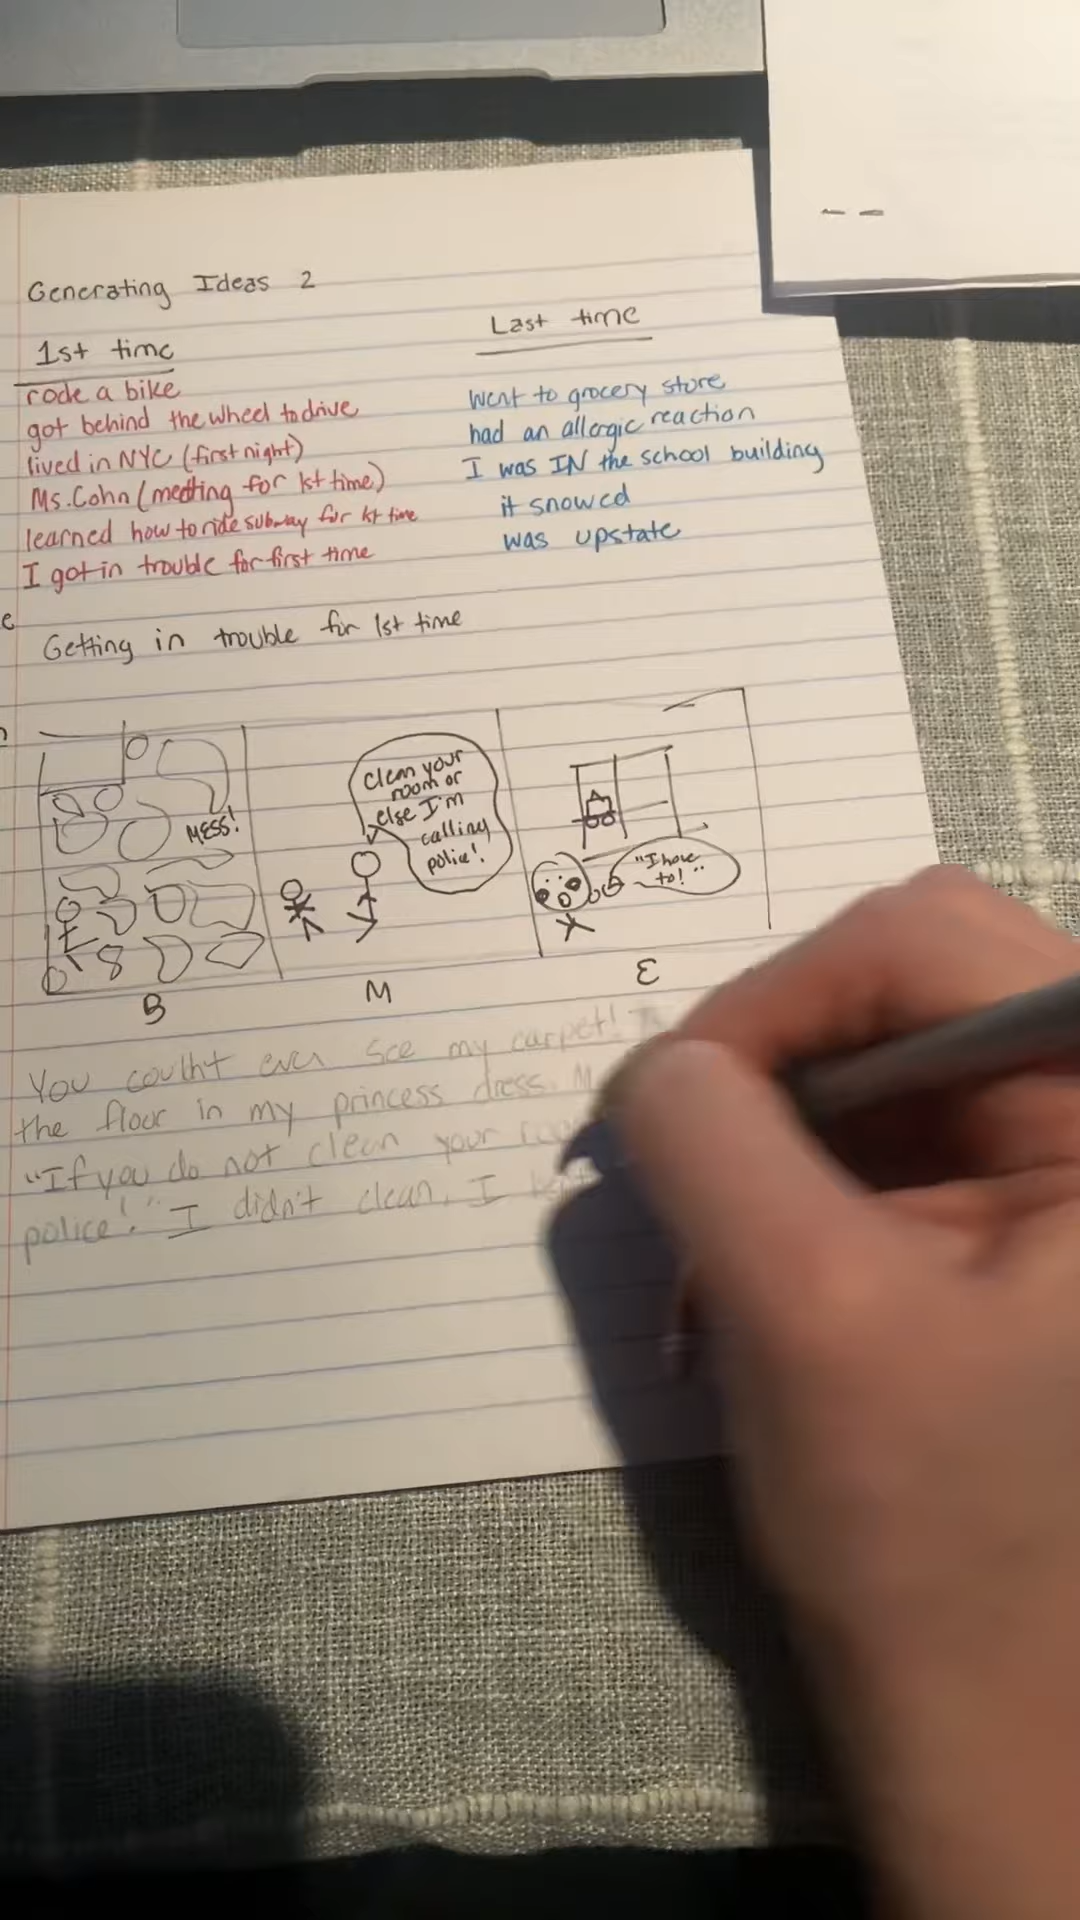 Generating Ideas 2
1st time
rode a bike
got behind the wheel to drive
lived in NYC (first night)
Ms. Cohn (meeting for 1st time)
learned how to ride subway for 1st time
I got in trouble for first time
Last time
Went to grocery store
had an allergic reaction
I was IN the school building
it snowed
was upstate
Getting in trouble for 1st time
MESS!
B
clean your
room or
else I'm
calling
police!
M
"I have
to!"
E
You couldn't even see my carpet!
the floor in my princess dress.
"If you do not clean your
police!" I didn't clean. I